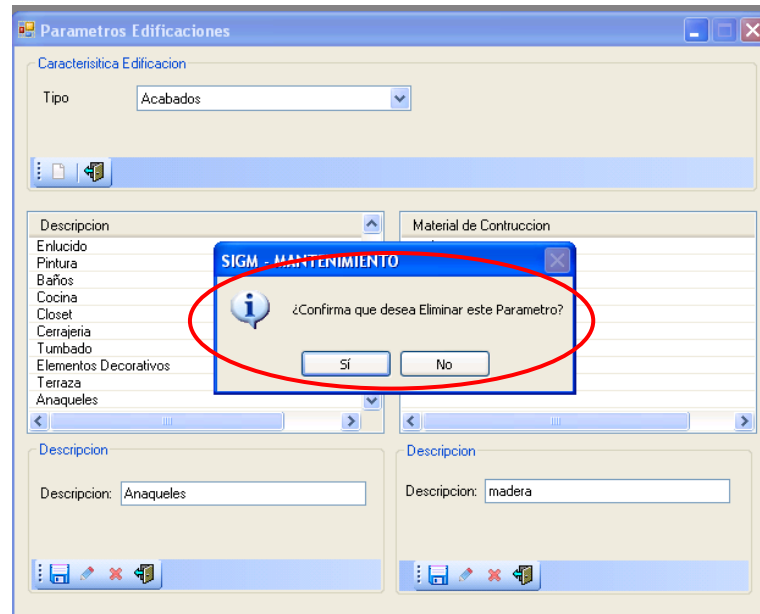 Parametros Edificaciones
Caracterisitica Edificacion
Tipo
Acabados
Descripcion
Material de Contruccion
Enlucido
Pintura
Baños
Cocina
Closet
Cerrajeria
Tumbado
Elementos Decorativos
Terraza
Anaqueles
SIGM - MANTENIMIENTO
¿Confirma que desea Eliminar este Parametro?
Sí
No
Descripcion
Descripcion: Anaqueles
Descripcion
Descripcion: madera